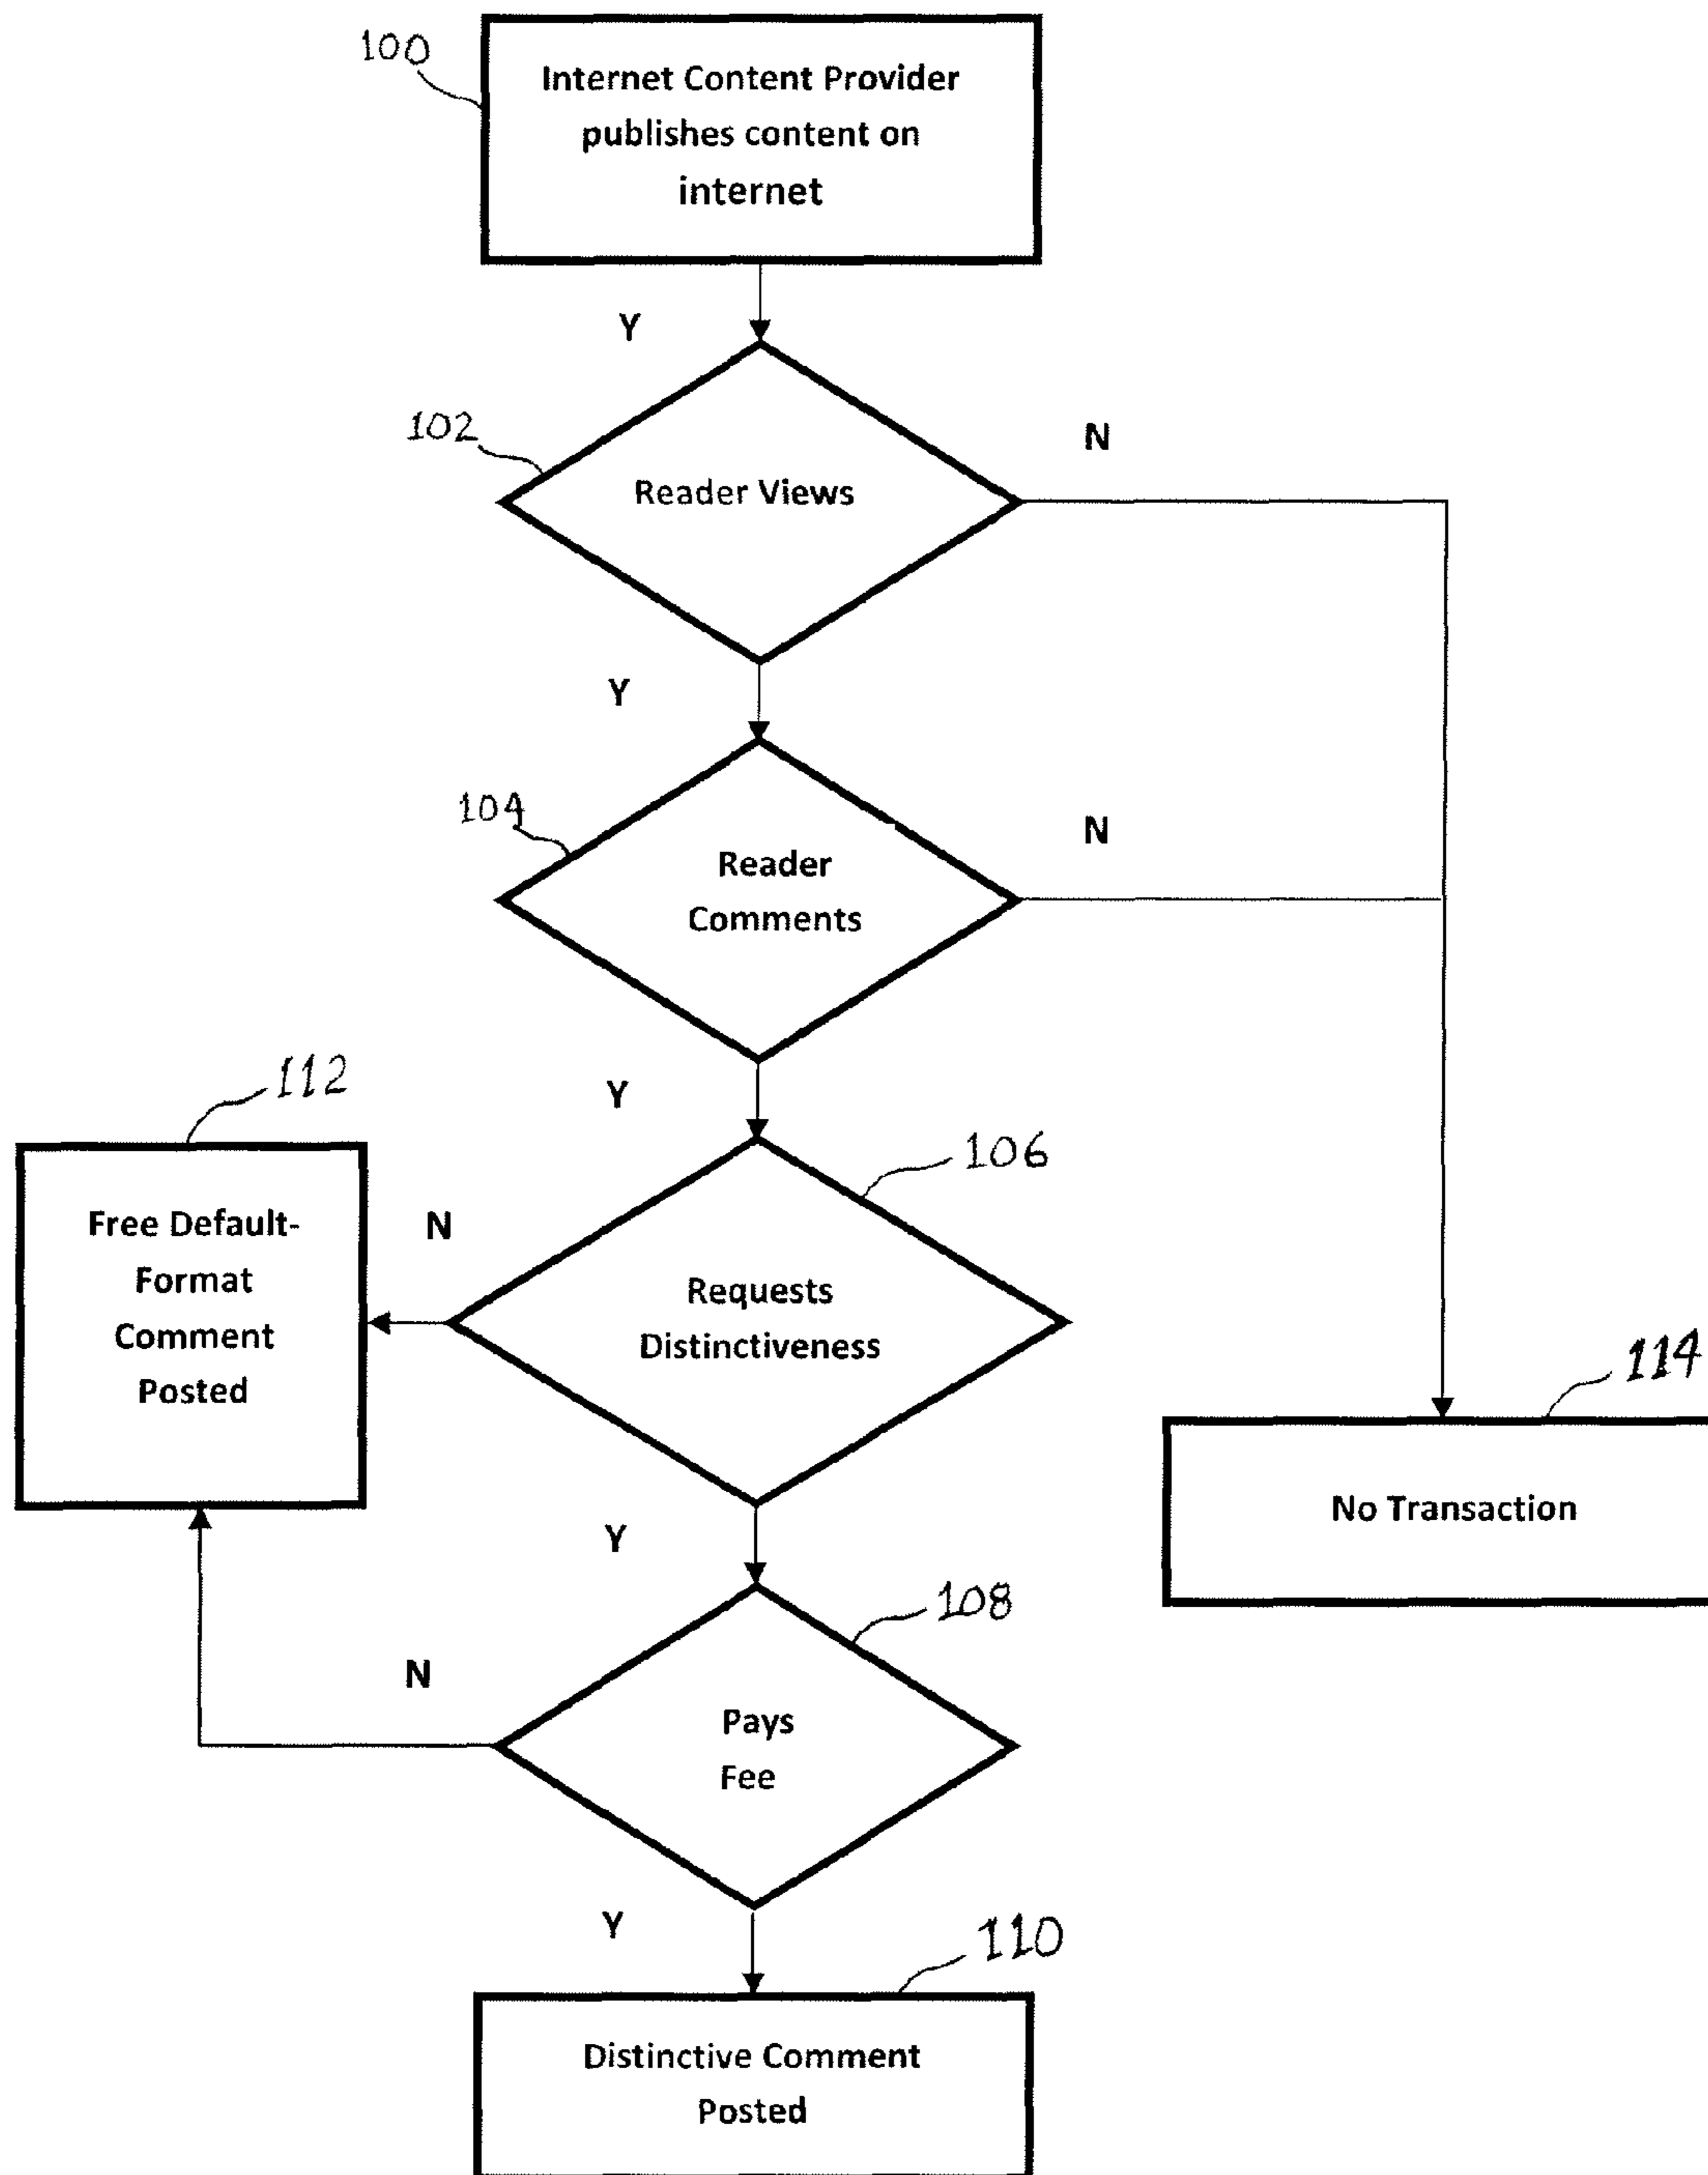 100
Internet Content Provider
publishes content on
internet
Y
102
Reader Views
N
Y
104
Reader
Comments
N
Y
112
Free Default-
Format
Comment
Posted
N
106
Requests
Distinctiveness
114
No Transaction
Y
108
N
Pays
Fee
Y
110
Distinctive Comment
Posted